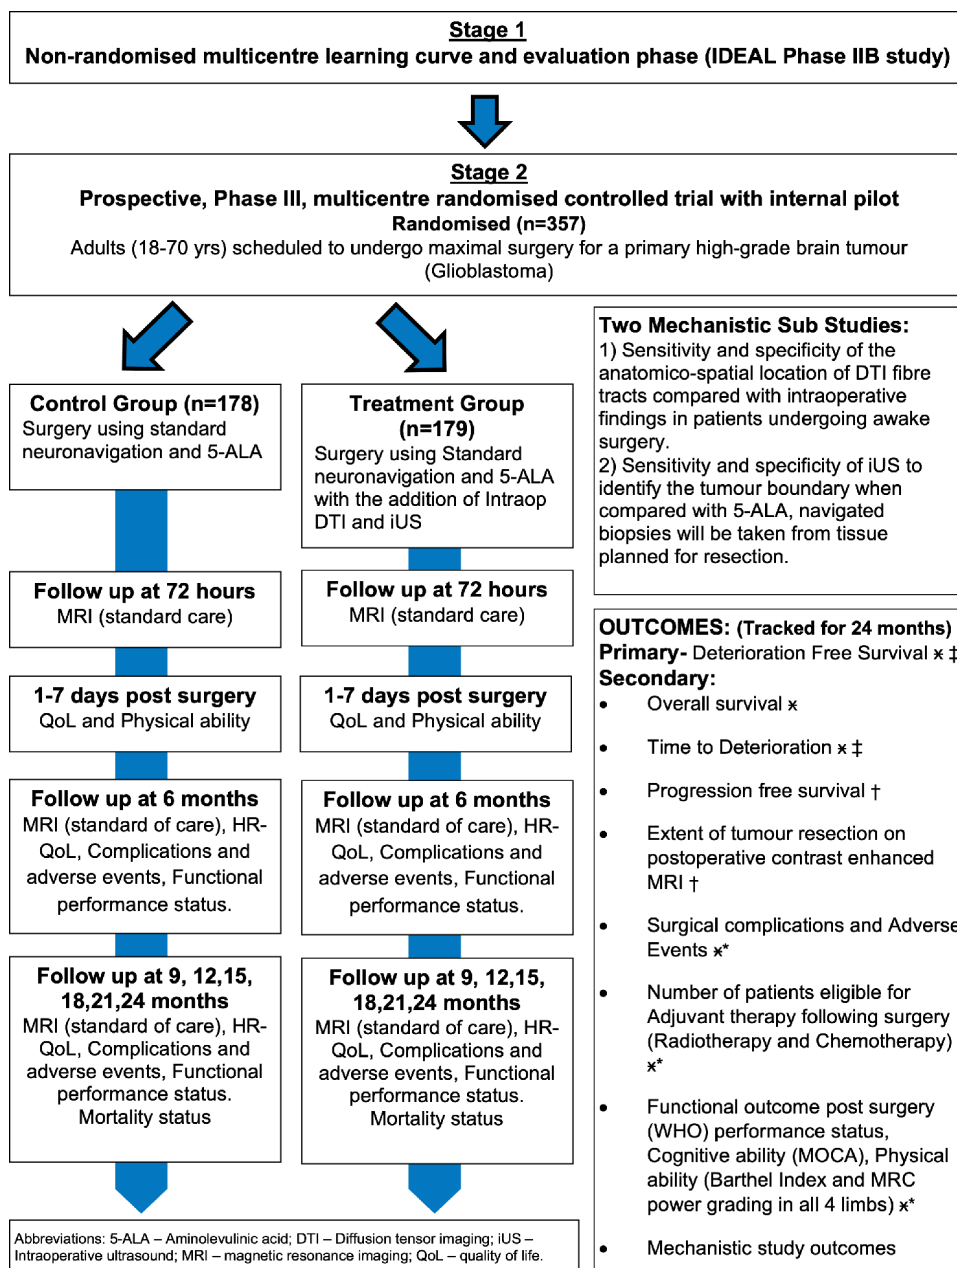 Stage 1
Non-randomised multicentre learning curve and evaluation phase (IDEAL Phase IIB study)
Stage 2
Prospective, Phase III, multicentre randomised controlled trial with internal pilot
Randomised (n=357)
Adults (18-70 yrs) scheduled to undergo maximal surgery for a primary high-grade brain tumour
(Glioblastoma)
Control Group (n=178)
Surgery using standard
neuronavigation and 5-ALA
Follow up at 72 hours
MRI (standard care)
1-7 days post surgery
QoL and Physical ability
Follow up at 6 months
MRI (standard of care), HR-
QoL, Complications and
adverse events, Functional
performance status.
Follow up at 9, 12,15,
18,21,24 months
MRI (standard of care), HR-
QoL, Complications and
adverse events, Functional
performance status.
Mortality status
Treatment Group
(n=179)
Surgery using Standard
neuronavigation and 5-ALA
with the addition of Intraop
DTI and iUS
Follow up at 72 hours
MRI (standard care)
1-7 days post surgery
QoL and Physical ability
Follow up at 6 months
MRI (standard of care), HR-
QoL, Complications and
adverse events, Functional
performance status.
Follow up at 9, 12,15,
18,21,24 months
MRI (standard of care), HR-
QoL, Complications and
adverse events, Functional
performance status.
Mortality status
Two Mechanistic Sub Studies:
1) Sensitivity and specificity of the
anatomico-spatial location of DTI fibre
tracts compared with intraoperative
findings in patients undergoing awake
surgery.
2) Sensitivity and specificity of iUS to
identify the tumour boundary when
compared with 5-ALA, navigated
biopsies will be taken from tissue
planned for resection.
OUTCOMES: (Tracked for 24 months)
Primary- Deterioration Free Survival ⩡ ‡
Secondary:
• Overall survival ⩡
• Time to Deterioration ⩡ ‡
• Progression free survival †
• Extent of tumour resection on
postoperative contrast enhanced
MRI †
• Surgical complications and Adverse
Events ⩡*
• Number of patients eligible for
Adjuvant therapy following surgery
(Radiotherapy and Chemotherapy)
⩡*
• Functional outcome post surgery
(WHO) performance status,
Cognitive ability (MOCA), Physical
ability (Barthel Index and MRC
power grading in all 4 limbs) ⩡*
• Mechanistic study outcomes
Abbreviations: 5-ALA – Aminolevulinic acid; DTI – Diffusion tensor imaging; iUS –
Intraoperative ultrasound; MRI – magnetic resonance imaging; QoL – quality of life.